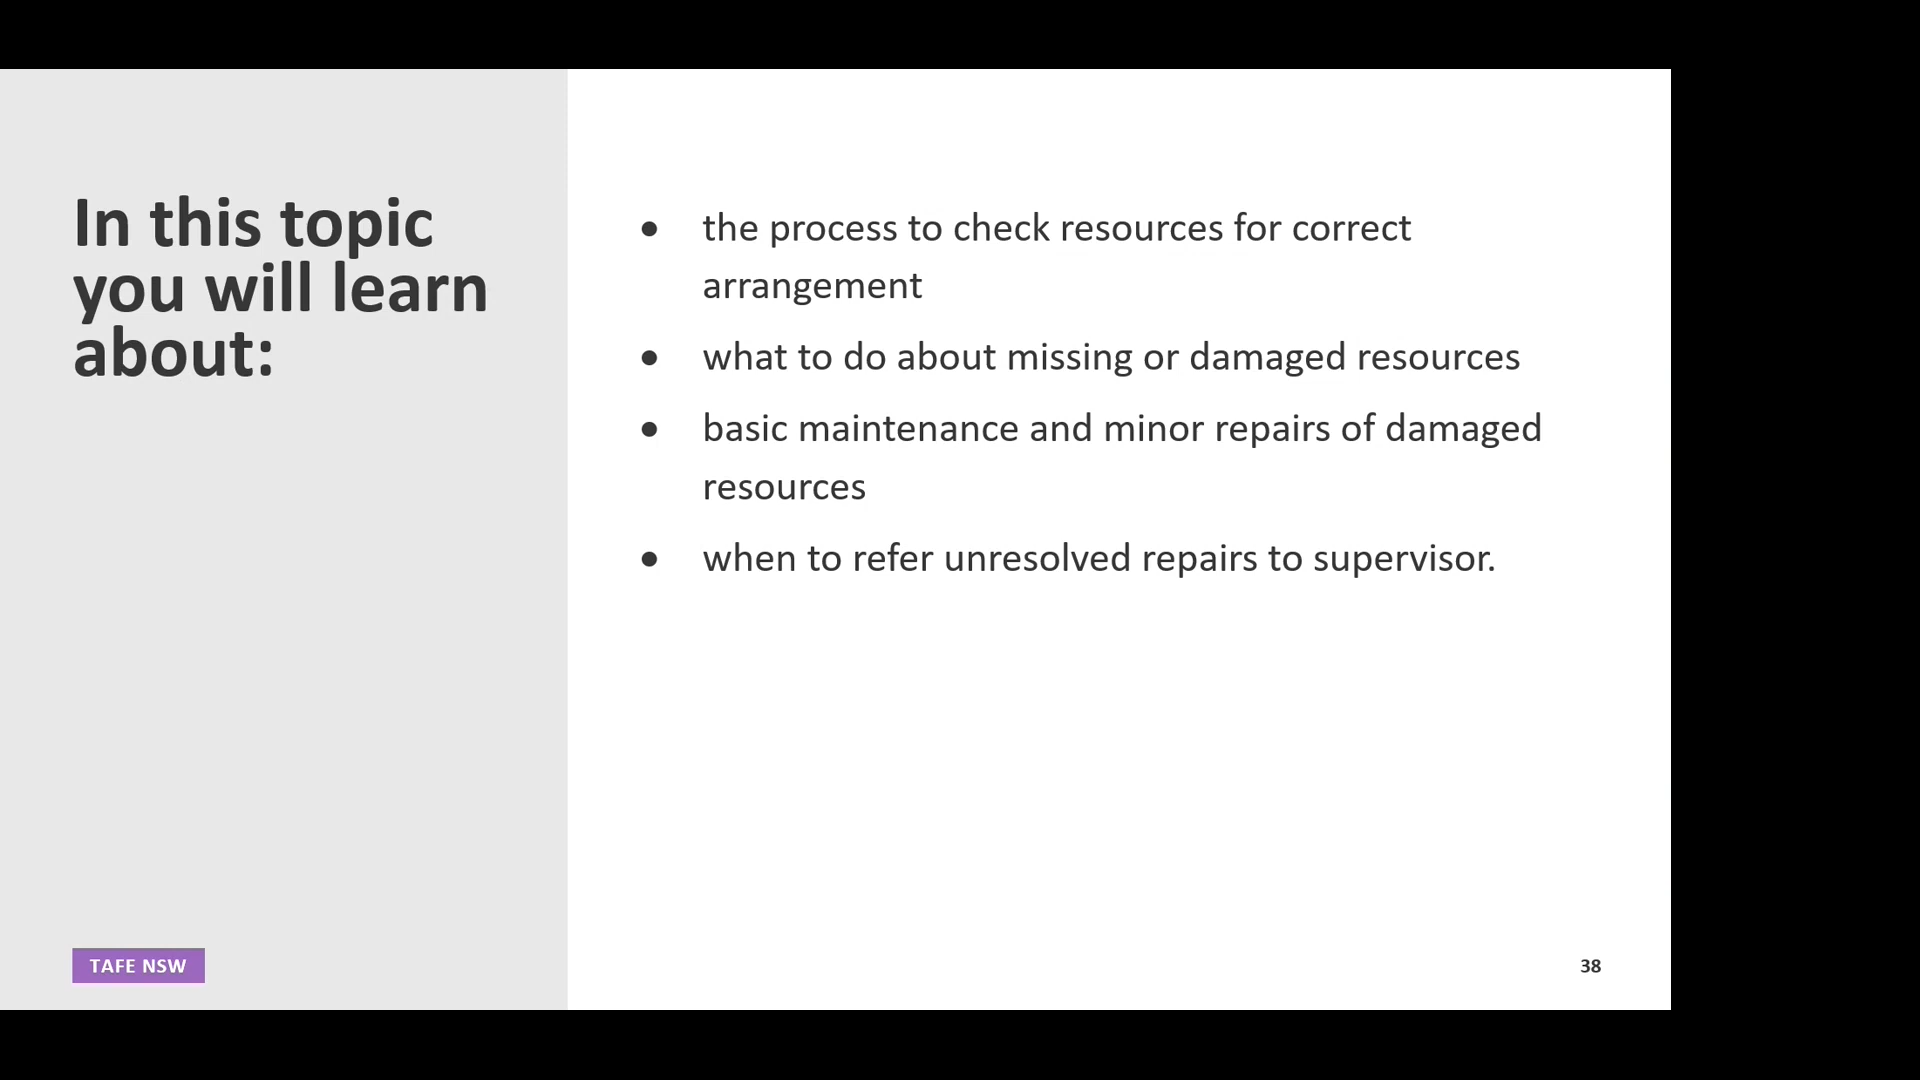 In this topic
you will learn
about:
• the process to check resources for correct
arrangement
• what to do about missing or damaged resources
• basic maintenance and minor repairs of damaged
resources
• when to refer unresolved repairs to supervisor.
TAFE NSW
38